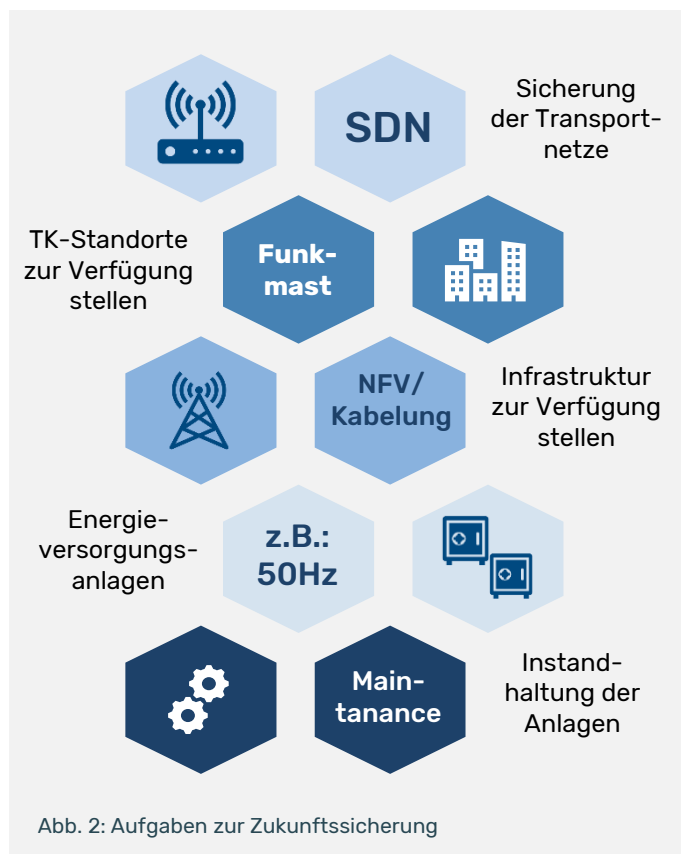 SDN
Sicherung
der Transport-
netze
TK-Standorte
zur Verfügung
stellen
Funk-
mast
NFV/
Kabelung
Infrastruktur
zur Verfügung
stellen
Energie-
versorgungs-
anlagen
z.B.:
50Hz
Main-
tanance
Instand-
haltung der
Anlagen
Abb. 2: Aufgaben zur Zukunftssicherung